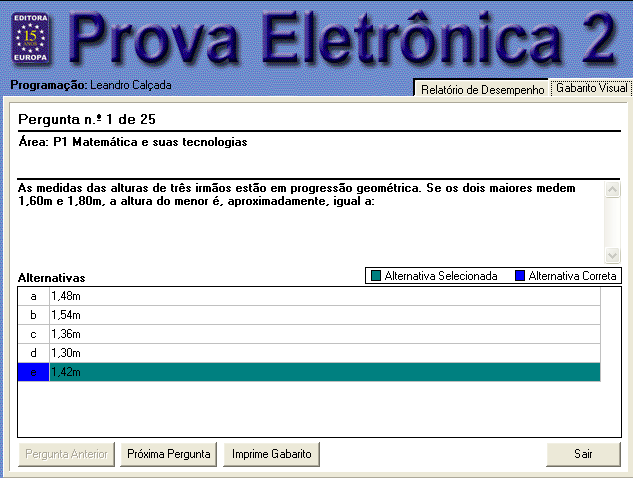 EDITORA
15
ANOS
EUROPA
Prova Eletrônica 2
Programação: Leandro Calçada
Relatório de Desempenho
Gabarito Visual
Pergunta n.º 1 de 25
Área: P1 Matemática e suas tecnologias
As medidas das alturas de três irmãos estão em progressão geométrica. Se os dois maiores medem
1,60m e 1,80m, a altura do menor é, aproximadamente, igual a:
Alternativas
Alternativa Selecionada
Alternativa Correta
a 1,48m
b 1,54m
c 1,36m
d 1,30m
e 1,42m
Pergunta Anterior
Próxima Pergunta
Imprime Gabarito
Sair